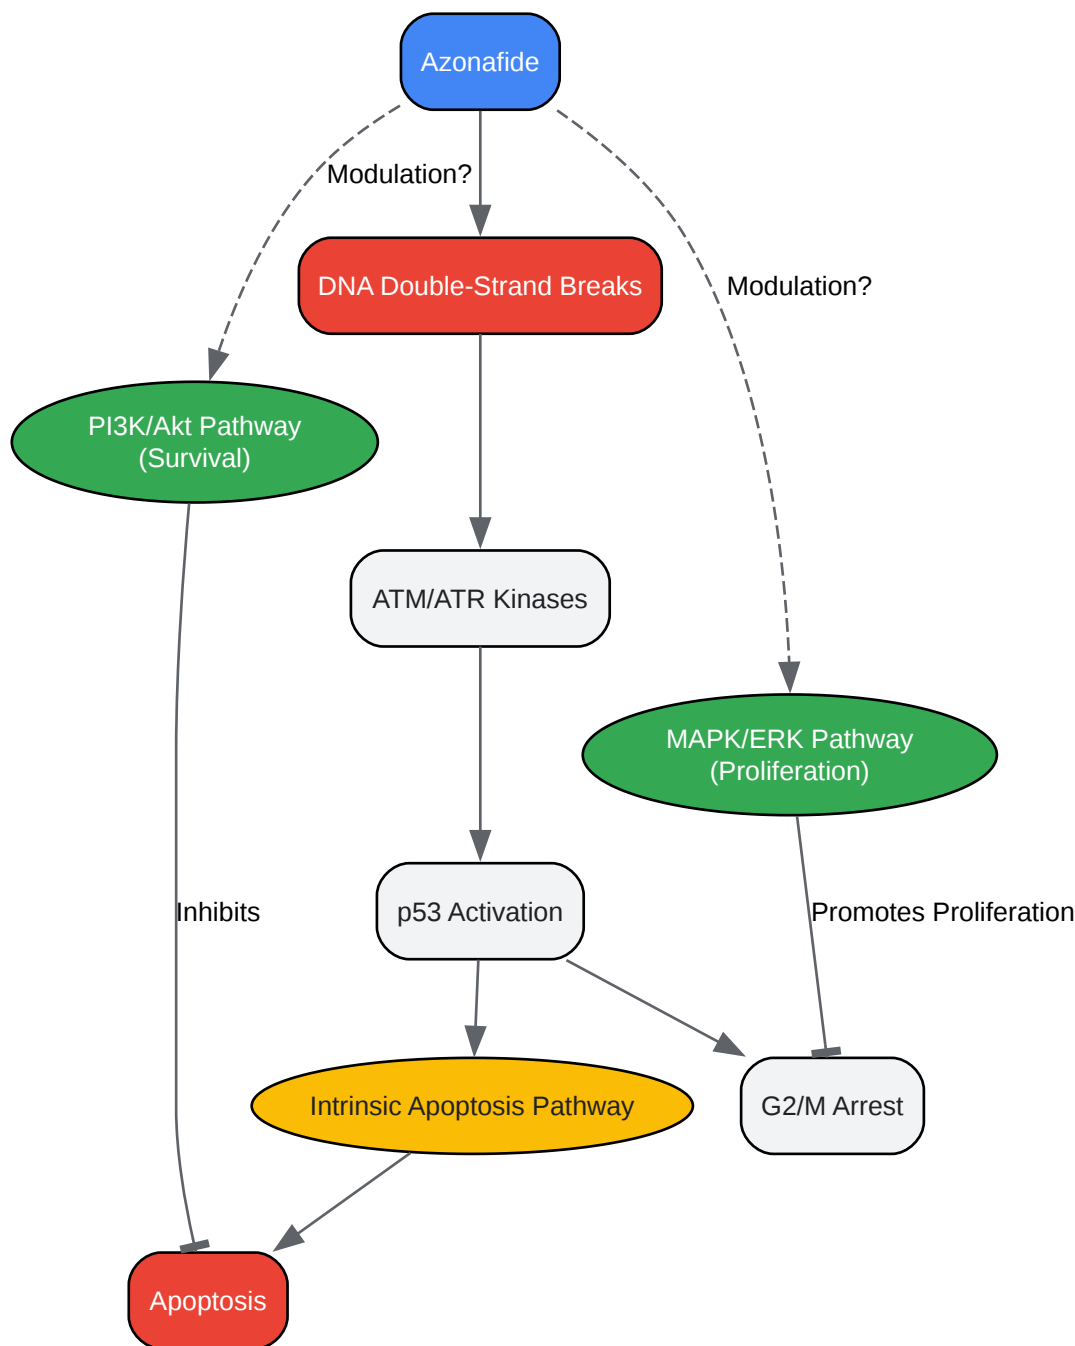 Azonafide
Modulation?
DNA Double-Strand Breaks
Modulation?
PI3K/Akt Pathway
(Survival)
ATM/ATR Kinases
MAPK/ERK Pathway
(Proliferation)
Inhibits
p53 Activation
Promotes Proliferation
Intrinsic Apoptosis Pathway
G2/M Arrest
Apoptosis